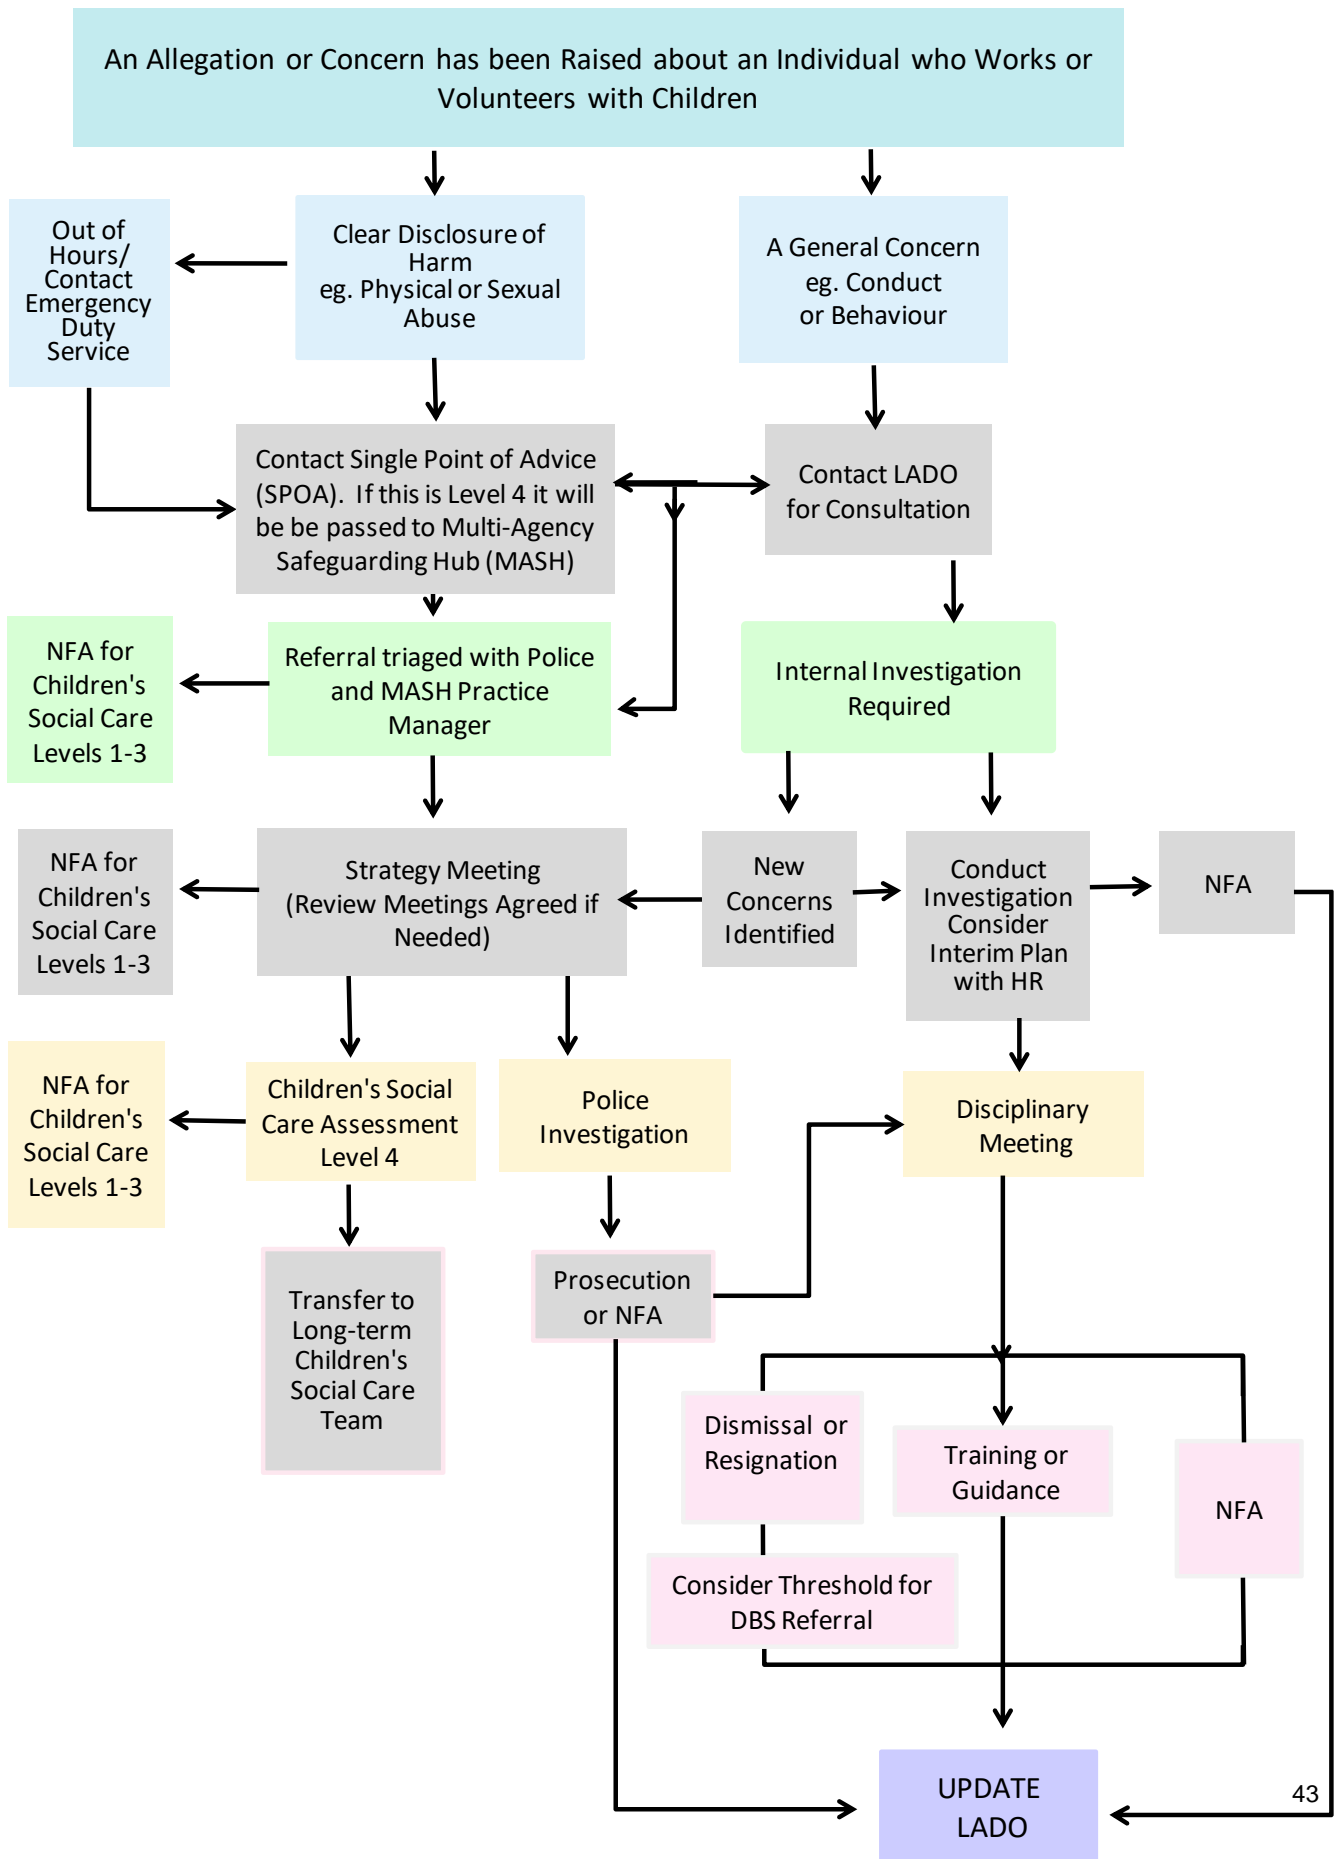 An Allegation or Concern has been Raised about an Individual who Works or
Volunteers with Children
Out of
Hours/
Contact
Emergency
Duty
Service
Clear Disclosure of
Harm
eg. Physical or Sexual
Abuse
A General Concern
eg. Conduct
or Behaviour
Contact Single Point of Advice
(SPOA). If this is Level 4 it will
be be passed to Multi-Agency
Safeguarding Hub (MASH)
Contact LADO
for Consultation
NFA for
Children's
Social Care
Levels 1-3
Referral triaged with Police
and MASH Practice
Manager
Internal Investigation
Required
NFA for
Children's
Social Care
Levels 1-3
Strategy Meeting
(Review Meetings Agreed if
Needed)
New
Concerns
Identified
Conduct
Investigation
Consider
Interim Plan
with HR
NFA
NFA for
Children's
Social Care
Levels 1-3
Children's Social
Care Assessment
Level 4
Police
Investigation
Disciplinary
Meeting
Transfer to
Long-term
Children's
Social Care
Team
Prosecution
or NFA
Dismissal or
Resignation
Training or
Guidance
NFA
Consider Threshold for
DBS Referral
UPDATE
LADO
43